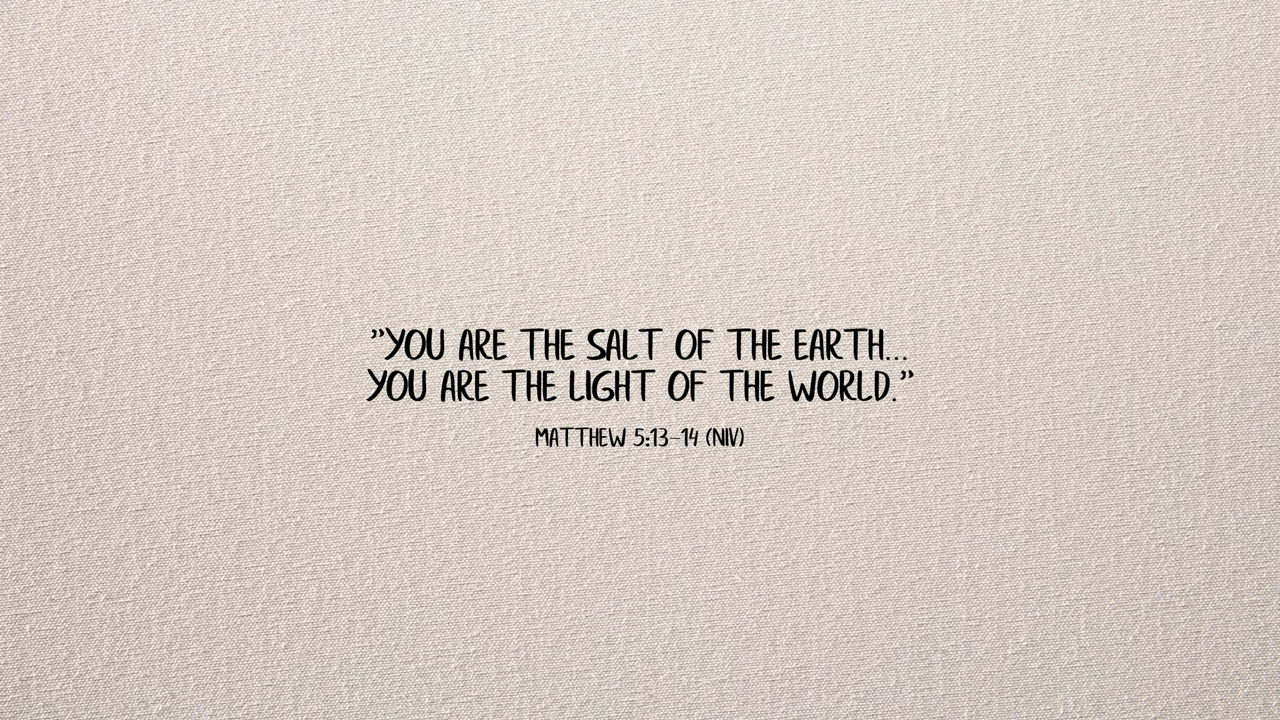 ”YOU ARE THE SALT OF THE EARTH...
YOU ARE THE LIGHT OF THE WORLD.”
MATTHEW 5:13–14 (NIV)